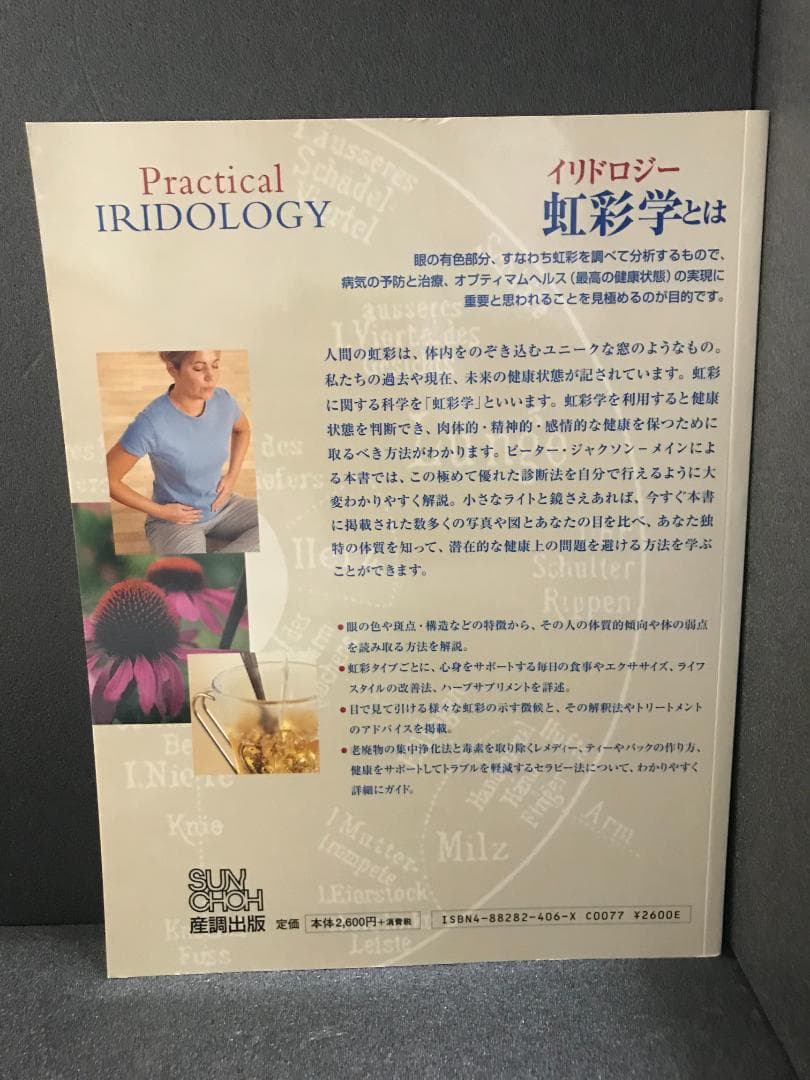 Practical
IRIDOLOGY
イリドロジー
虹彩学とは
眼の有色部分、すなわち虹彩を調べて分析するもので、
病気の予防と治療、オプティマムヘルス（最高の健康状態）の実現に
重要と思われることを見極めるのが目的です。
人間の虹彩は、体内をのぞき込むユニークな窓のようなもの。
私たちの過去や現在、未来の健康状態が記されています。虹彩
に関する科学を「虹彩学」といいます。虹彩学を利用すると健康
状態を判断でき、肉体的・精神的・感情的な健康を保つために
取るべき方法がわかります。ピーター・ジャクソン－メインによ
る本書では、この極めて優れた診断法を自分で行えるように大
変わかりやすく解説。小さなライトと鏡さえあれば、今すぐ本書
に掲載された数多くの写真や図とあなたの目を比べ、あなた独
特の体質を知って、潜在的な健康上の問題を避ける方法を学ぶ
ことができます。
●眼の色や斑点・構造などの特徴から、その人の体質的傾向や体の弱点
を読み取る方法を解説。
●虹彩タイプごとに、心身をサポートする毎日の食事やエクササイズ、ライフ
スタイルの改善法、ハーブサプリメントを詳述。
●目で見て引ける様々な虹彩の示す徴候と、その解釈法やトリートメント
のアドバイスを掲載。
●老廃物の集中浄化法と毒素を取り除くレメディー、ティーやパックの作り方、
健康をサポートしてトラブルを軽減するセラピー法について、わかりやすく
詳細にガイド。
äusseres
Schädel
Viertel
äusseres
des
Schulter
Rippen
Knie
Milz
Arm
Finger
I.Mutter-
trompete
I.Eierstock
Leiste
Fuss
SUN
CHOH
産調出版
定価 本体2,600円+消費税
ISBN4-88282-406-X C0077 ¥2600E